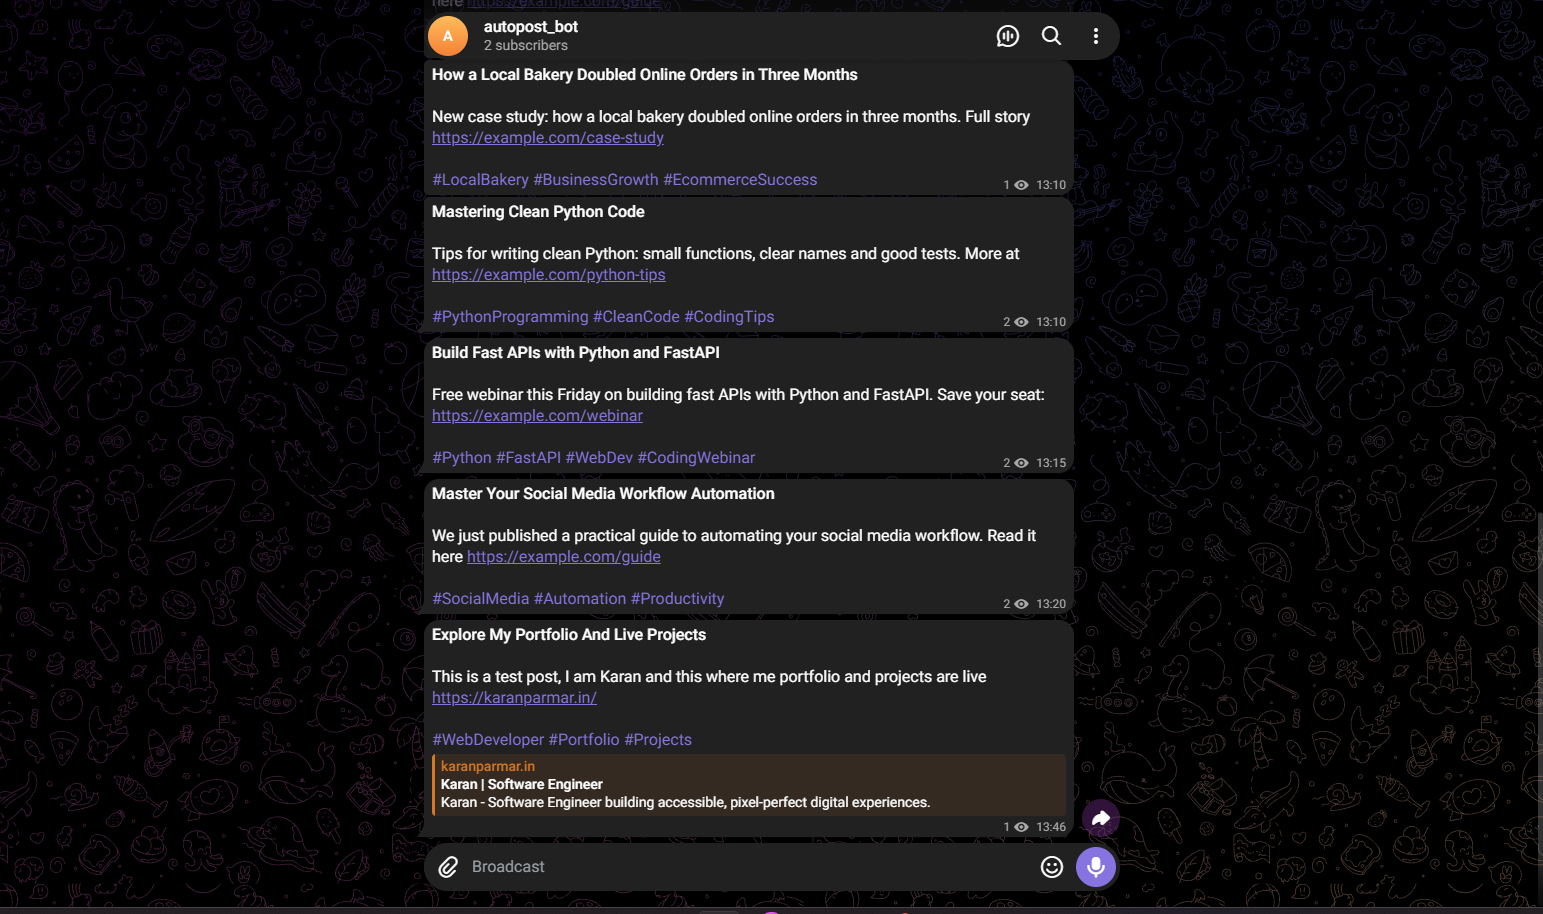 here https://example.com/guide
A
autopost_bot
2 subscribers
How a Local Bakery Doubled Online Orders in Three Months
New case study: how a local bakery doubled online orders in three months. Full story
https://example.com/case-study
#LocalBakery #BusinessGrowth #EcommerceSuccess
1 13:10
Mastering Clean Python Code
Tips for writing clean Python: small functions, clear names and good tests. More at
https://example.com/python-tips
#PythonProgramming #CleanCode #CodingTips
2 13:10
Build Fast APIs with Python and FastAPI
Free webinar this Friday on building fast APIs with Python and FastAPI. Save your seat:
https://example.com/webinar
#Python #FastAPI #WebDev #CodingWebinar
2 13:15
Master Your Social Media Workflow Automation
We just published a practical guide to automating your social media workflow. Read it
here https://example.com/guide
#SocialMedia #Automation #Productivity
2 13:20
Explore My Portfolio And Live Projects
This is a test post, I am Karan and this where me portfolio and projects are live
https://karanparmar.in/
#WebDeveloper #Portfolio #Projects
karanparmar.in
Karan | Software Engineer
Karan - Software Engineer building accessible, pixel-perfect digital experiences.
1 13:46
Broadcast